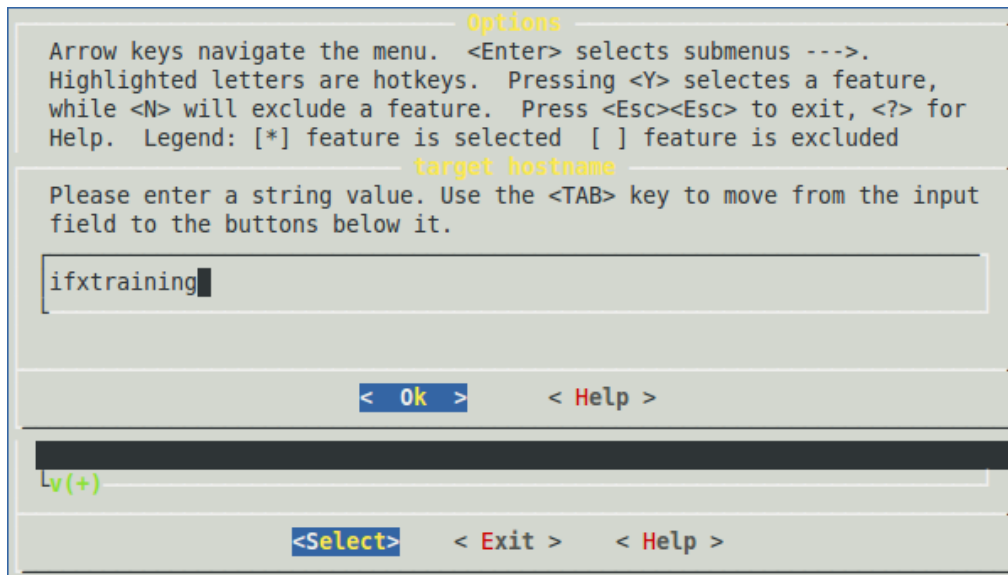 Options
Arrow keys navigate the menu.  <Enter> selects submenus --->.
Highlighted letters are hotkeys.  Pressing <Y> selectes a feature,
while <N> will exclude a feature.  Press <Esc><Esc> to exit, <?> for
Help.  Legend: [*] feature is selected  [ ] feature is excluded
target hostname
Please enter a string value. Use the <TAB> key to move from the input
field to the buttons below it.
ifxtraining
<  Ok  >      < Help >
v(+)
<Select>    < Exit >    < Help >